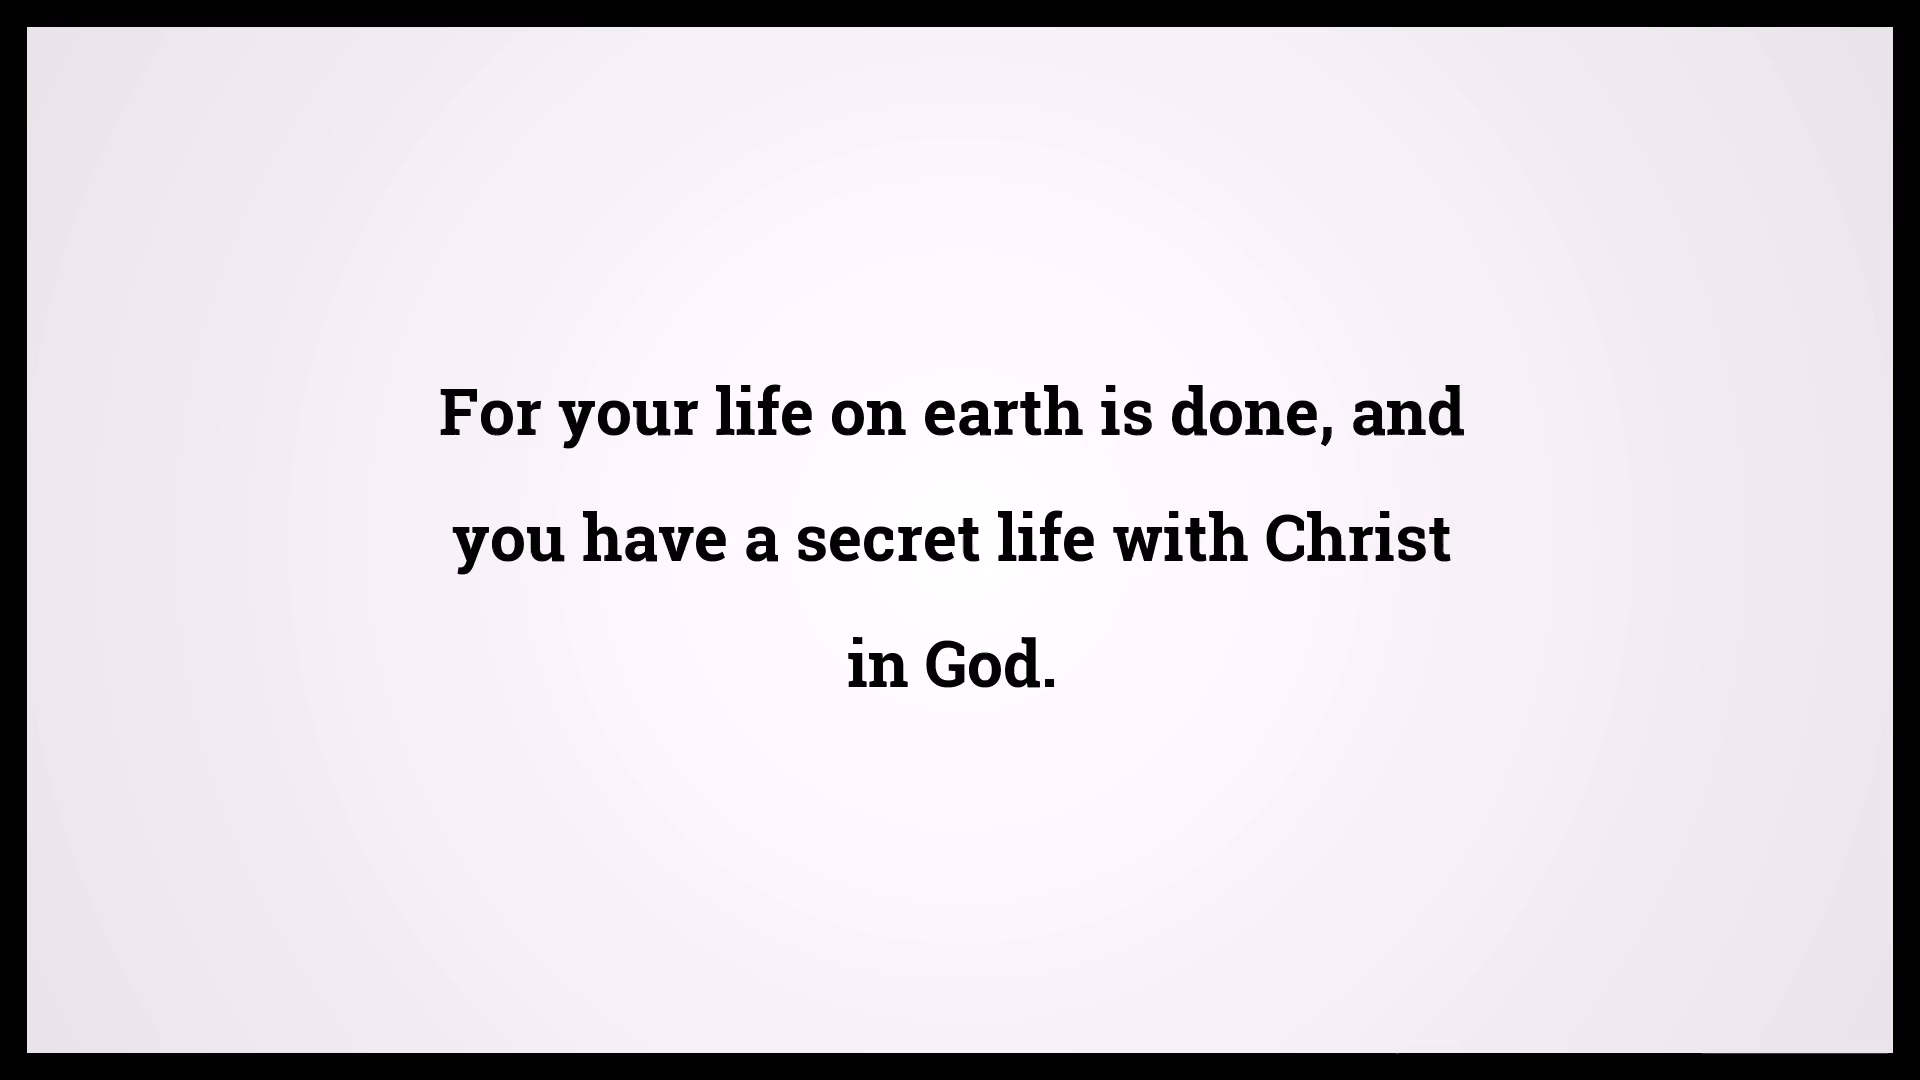 For your life on earth is done, and
you have a secret life with Christ
in God.